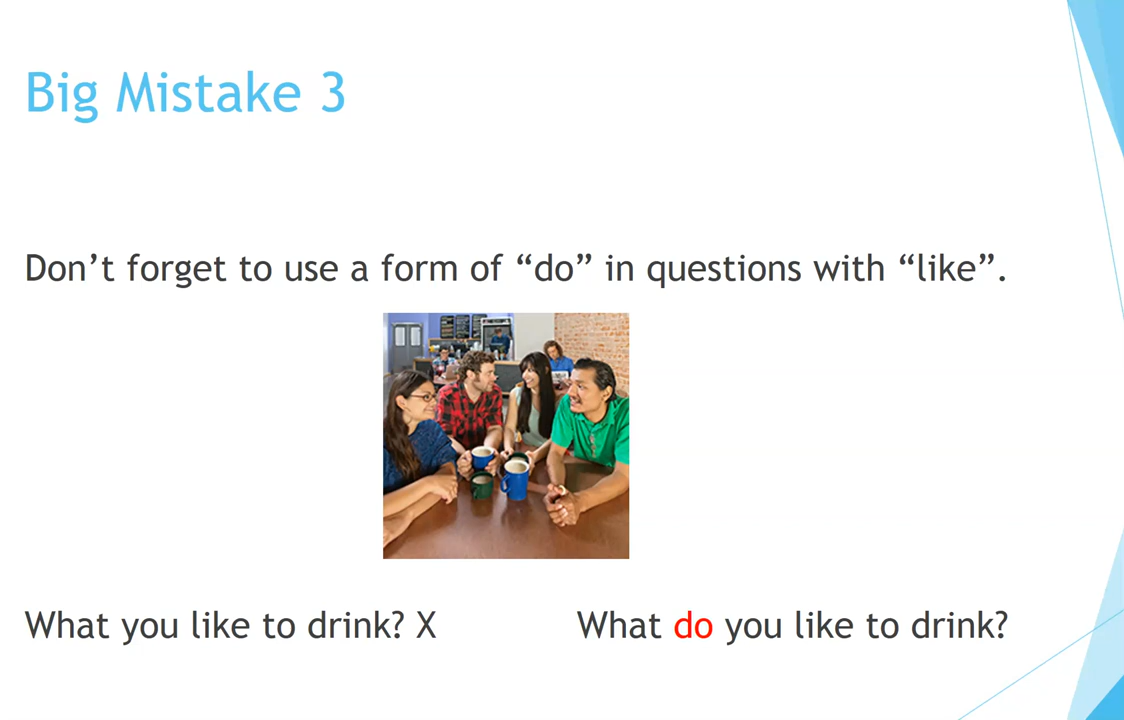 Big Mistake 3
Don’t forget to use a form of “do” in questions with “like”.
What you like to drink? X
What do you like to drink?